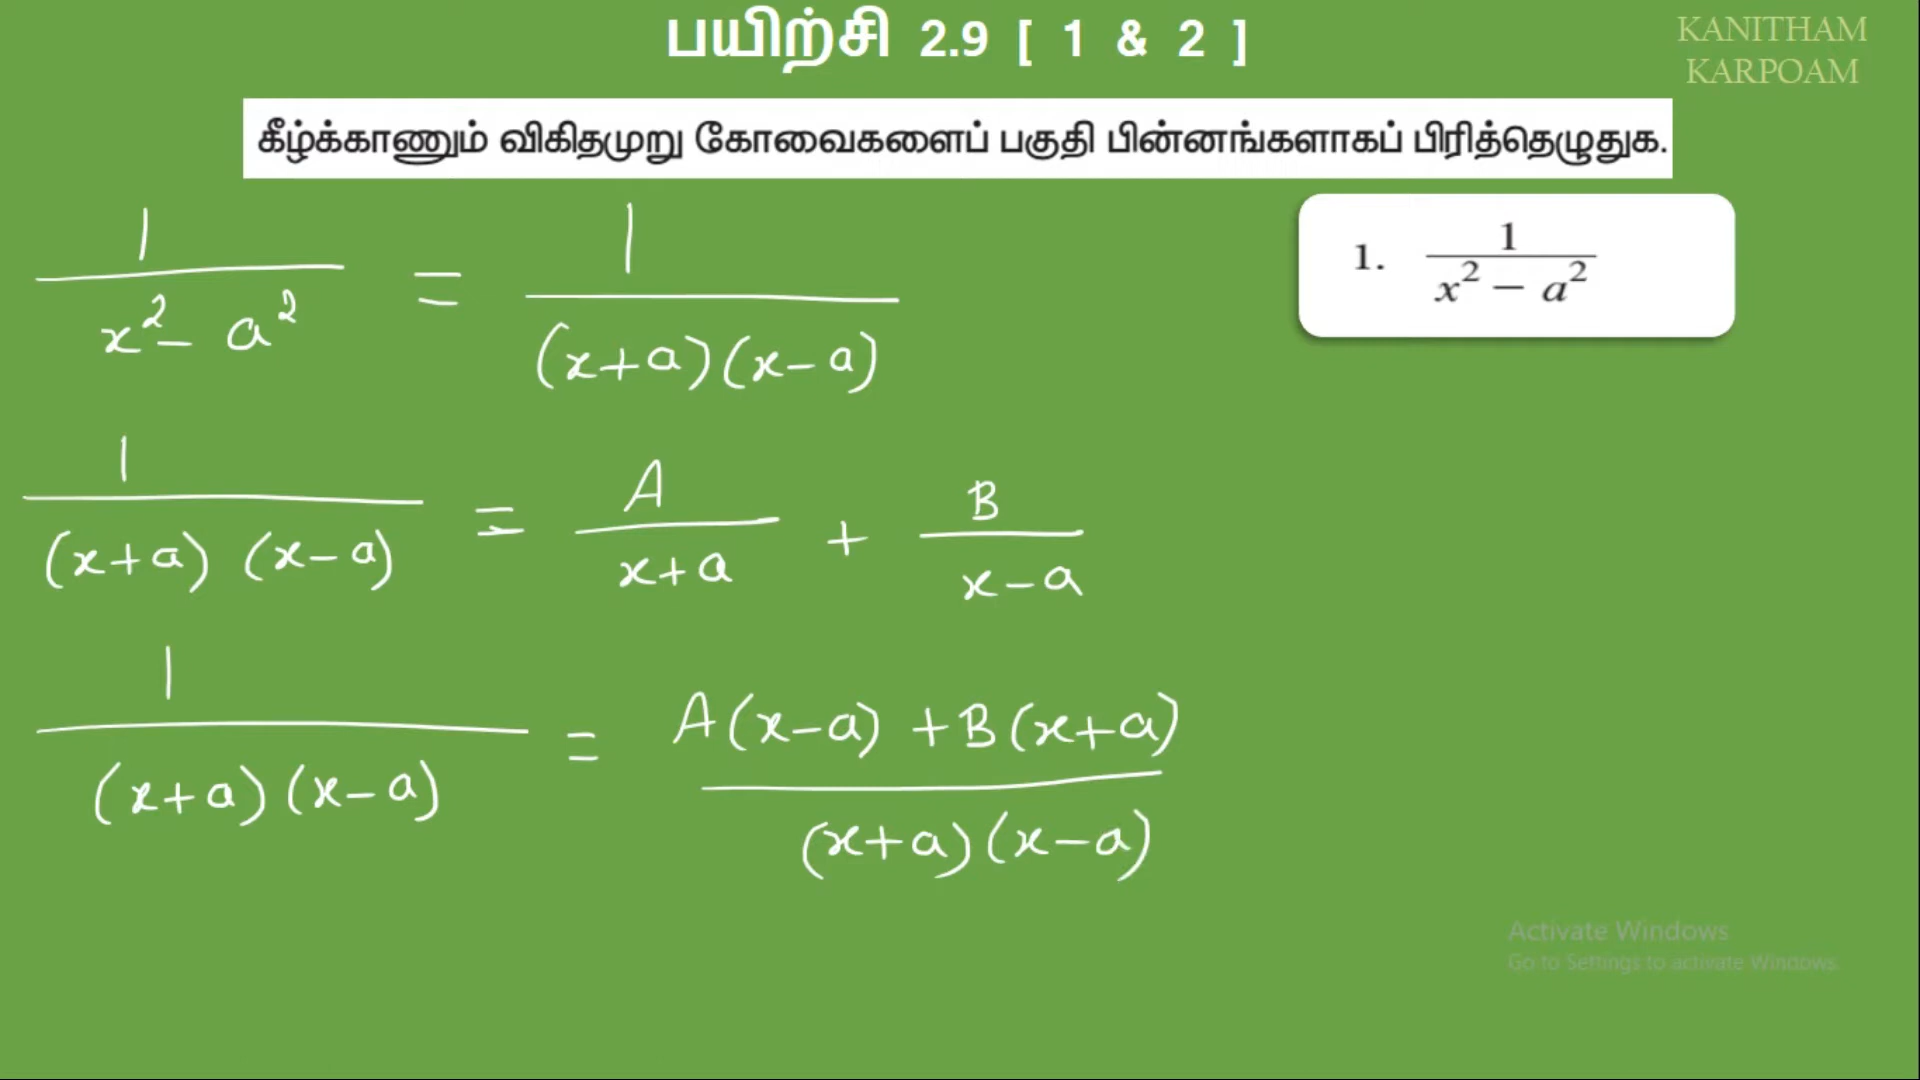 பயிற்சி 2.9 [ 1 & 2 ]
KANITHAM
KARPOAM
கீழ்க்காணும் விகிதமுறு கோவைகளைப் பகுதி பின்னங்களாகப் பிரித்தெழுதுக.
1. 1 / (x² − a²)
1 / (x² − a²) = 1 / ((x+a)(x−a))
1 / ((x+a) (x−a)) = A / (x+a) + B / (x−a)
1 / ((x+a)(x−a)) = (A(x−a) + B(x+a)) / ((x+a)(x−a))
Activate Windows
Go to Settings to activate Windows.